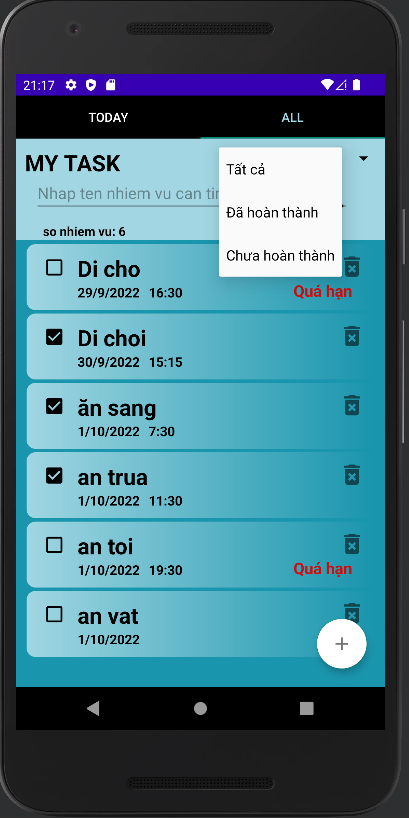 21:17
TODAY ALL
MY TASK
Nhap ten nhiem vu can tir
Tất cả
Đã hoàn thành
Chưa hoàn thành
so nhiem vu: 6
Di cho
29/9/2022 16:30 Quá hạn
Di choi
30/9/2022 15:15
ăn sang
1/10/2022 7:30
an trua
1/10/2022 11:30
an toi
1/10/2022 19:30 Quá hạn
an vat
1/10/2022